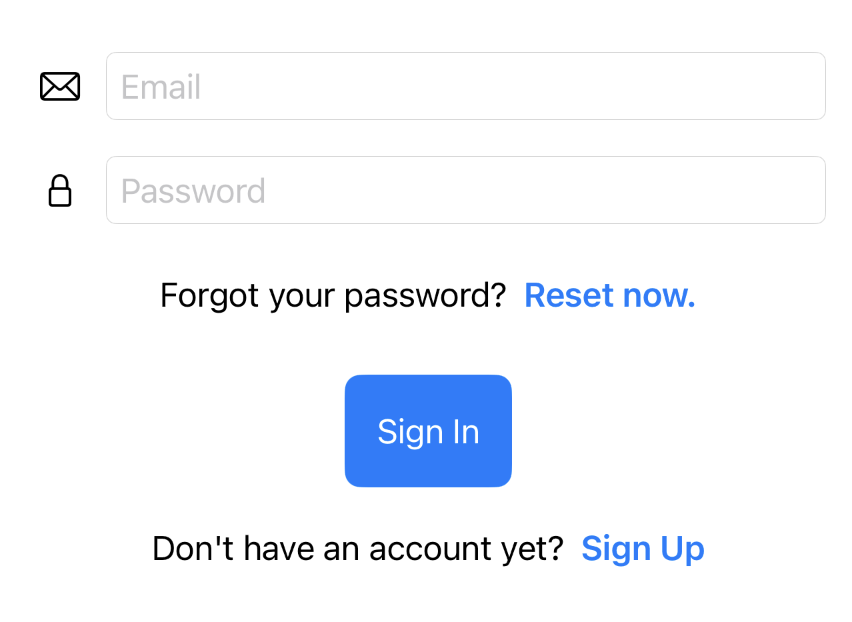 Email
Password
Forgot your password? Reset now.
Sign In
Don't have an account yet? Sign Up